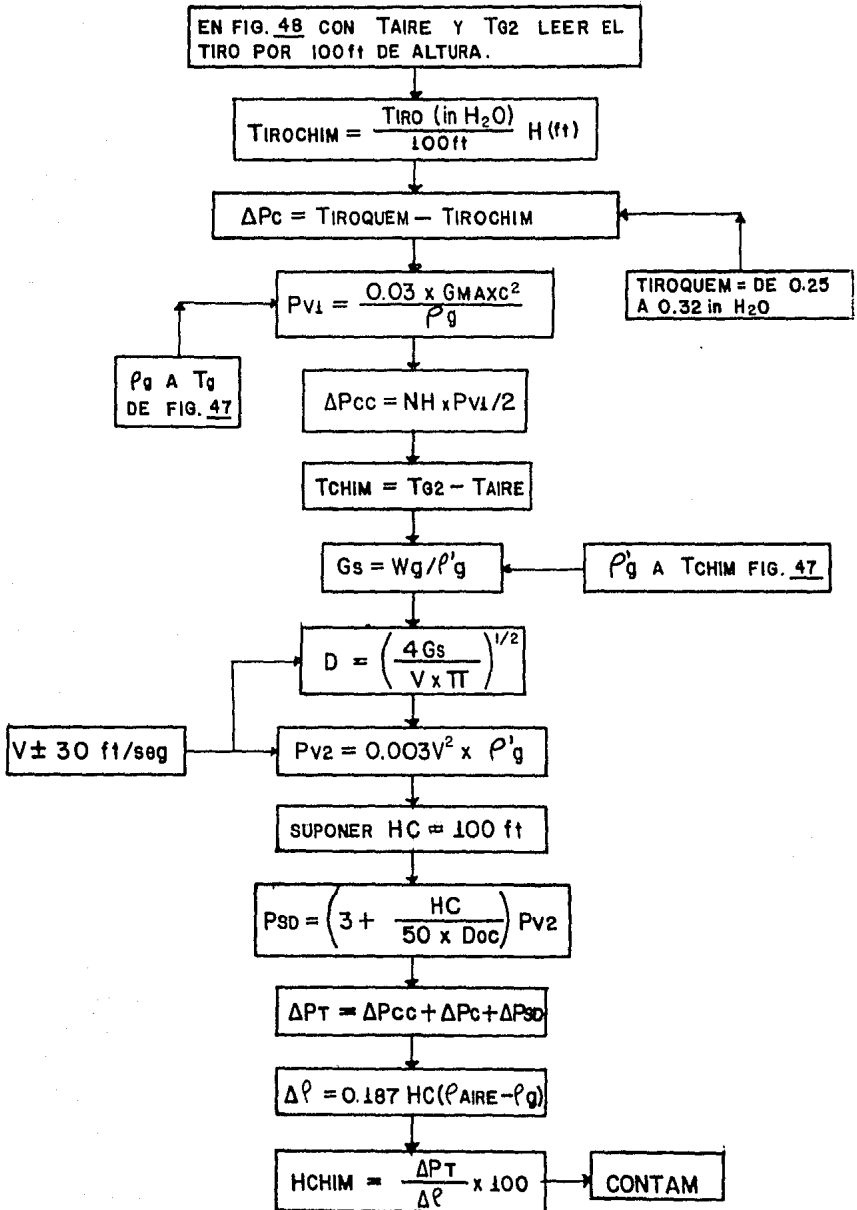 EN FIG. 48 CON TAIRE Y TG2 LEER EL
TIRO POR 100ft DE ALTURA.
TIROCHIM = TIRO (in H₂O) / 100ft H (ft)
ΔPC = TIROQUEM – TIROCHIM
TIROQUEM = DE 0.25
A 0.32 in H₂O
PV1 = 0.03 x GMAXC² / ρg
ρg A Tg
DE FIG. 47
ΔPCC = NH x PV1/2
TCHIM = TG2 – TAIRE
GS = Wg/ρ'g
ρ'g A TCHIM FIG. 47
D = (4 GS / V x π)^1/2
V ± 30 ft/seg
PV2 = 0.003V² x ρ'g
SUPONER HC = 100 ft
PSD = (3 + HC / 50 x DOC) PV2
ΔPT = ΔPCC + ΔPC + ΔPSD
Δρ = 0.187 HC(ρAIRE – ρg)
HCHIM = ΔPT / Δρ x 100
CONTAM